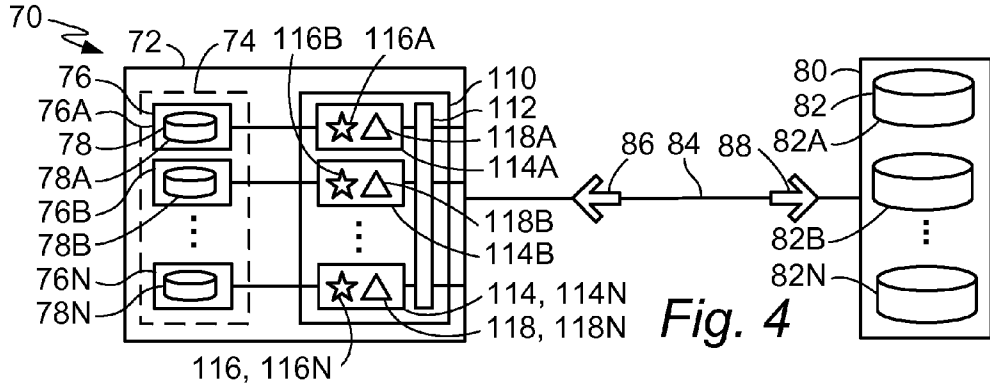 70
72
74
116B
116A
110
112
80
76
76A
78
78A
76B
78B
76N
78N
118A
114A
118B
114B
114, 114N
118, 118N
116, 116N
86
84
88
82
82A
82B
82N
Fig. 4